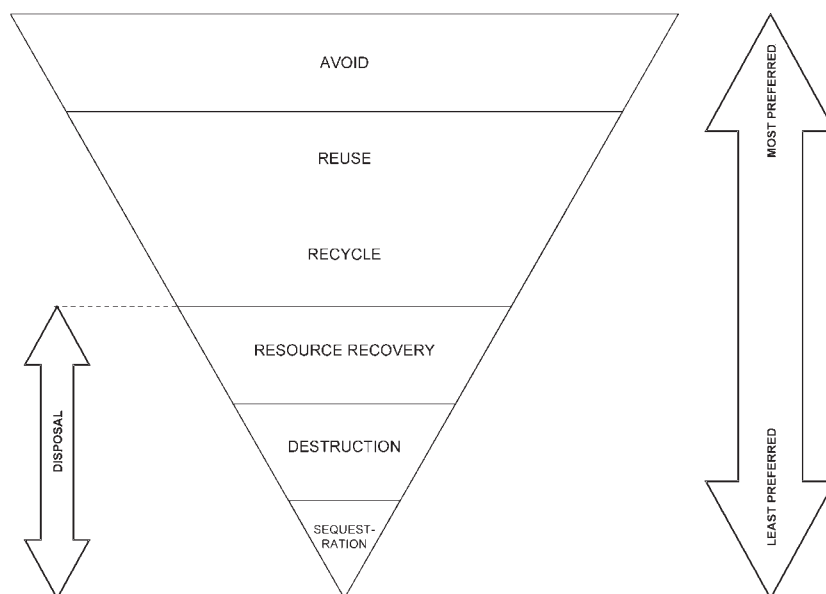 AVOID
REUSE
RECYCLE
RESOURCE RECOVERY
DESTRUCTION
SEQUEST-
RATION
DISPOSAL
MOST PREFERRED
LEAST PREFERRED